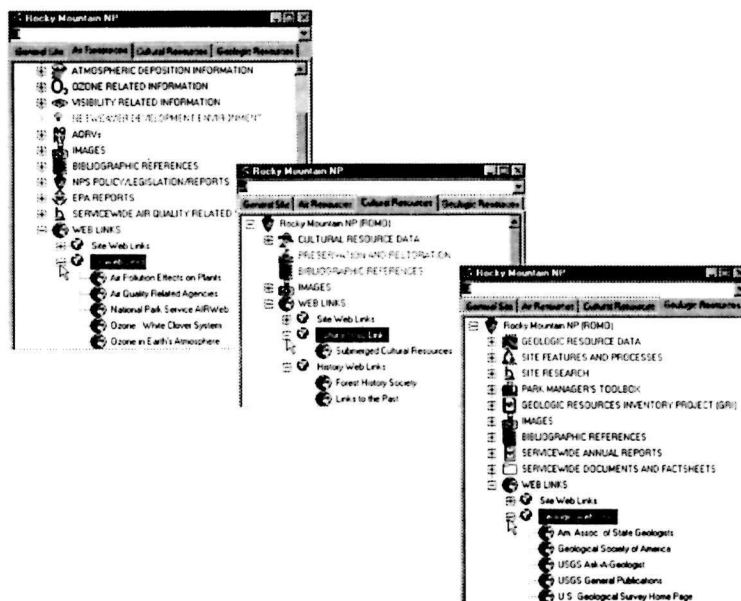 Rocky Mountain NP
General Site Air Resources Cultural Resources Geologic Resources
ATMOSPHERIC DEPOSITION INFORMATION
O3 OZONE RELATED INFORMATION
VISIBILITY RELATED INFORMATION
NETWEAVER DEVELOPMENT ENVIRONMENT
AQRVs
IMAGES
BIBLIOGRAPHIC REFERENCES
NPS POLICY/LEGISLATION/REPORTS
EPA REPORTS
SERVICEWIDE AIR QUALITY RELATED
WEB LINKS
Site Web Links
Air Pollution Effects on Plants
Air Quality Related Agencies
National Park Service AIRWeb
Ozone White Clover System
Ozone in Earth's Atmosphere
Rocky Mountain NP
General Site Air Resources Cultural Resources Geologic Resources
Rocky Mountain NP (ROMO)
CULTURAL RESOURCE DATA
PRESERVATION AND RESTORATION
BIBLIOGRAPHIC REFERENCES
IMAGES
WEB LINKS
Site Web Links
Submerged Cultural Resources
History Web Links
Forest History Society
Links to the Past
Rocky Mountain NP
General Site Air Resources Cultural Resources Geologic Resources
Rocky Mountain NP (ROMO)
GEOLOGIC RESOURCE DATA
SITE FEATURES AND PROCESSES
SITE RESEARCH
PARK MANAGER'S TOOLBOX
GEOLOGIC RESOURCES INVENTORY PROJECT (GRI)
IMAGES
BIBLIOGRAPHIC REFERENCES
SERVICEWIDE ANNUAL REPORTS
SERVICEWIDE DOCUMENTS AND FACTSHEETS
WEB LINKS
Site Web Links
Am. Assoc. of State Geologists
Geological Society of America
USGS Ask-A-Geologist
USGS General Publications
U.S. Geological Survey Home Page